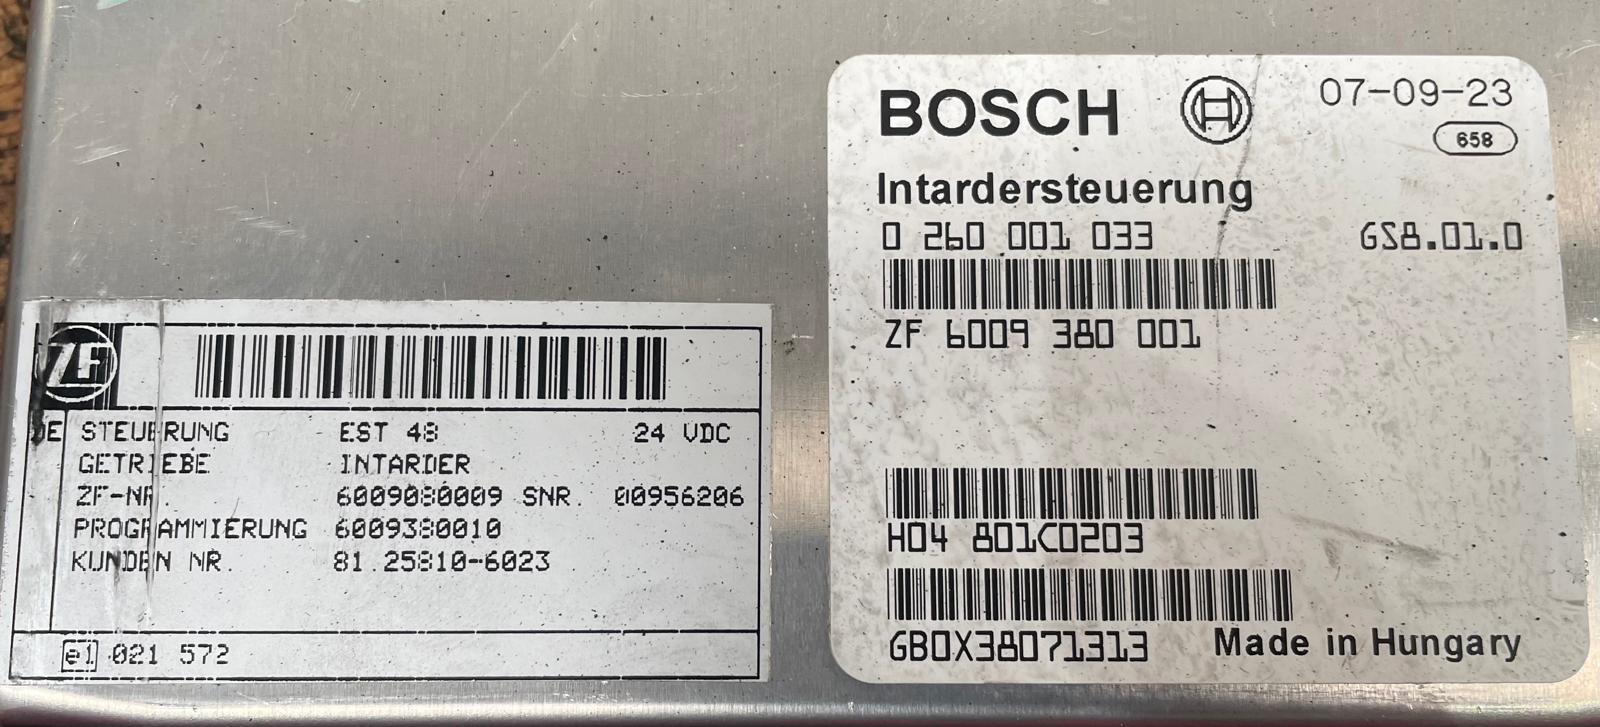 ZF
DE STEUERUNG EST 48 24 VDC
GETRIEBE INTARDER
ZF-NR. 6009080009 SNR. 00956206
PROGRAMMIERUNG 6009380010
KUNDEN NR. 81.25810-6023
e1 021 572
BOSCH 07-09-23
658
Intardersteuerung
0 260 001 033 GS8.01.0
ZF 6009 380 001
H04 801C0203
GB0X38071313 Made in Hungary